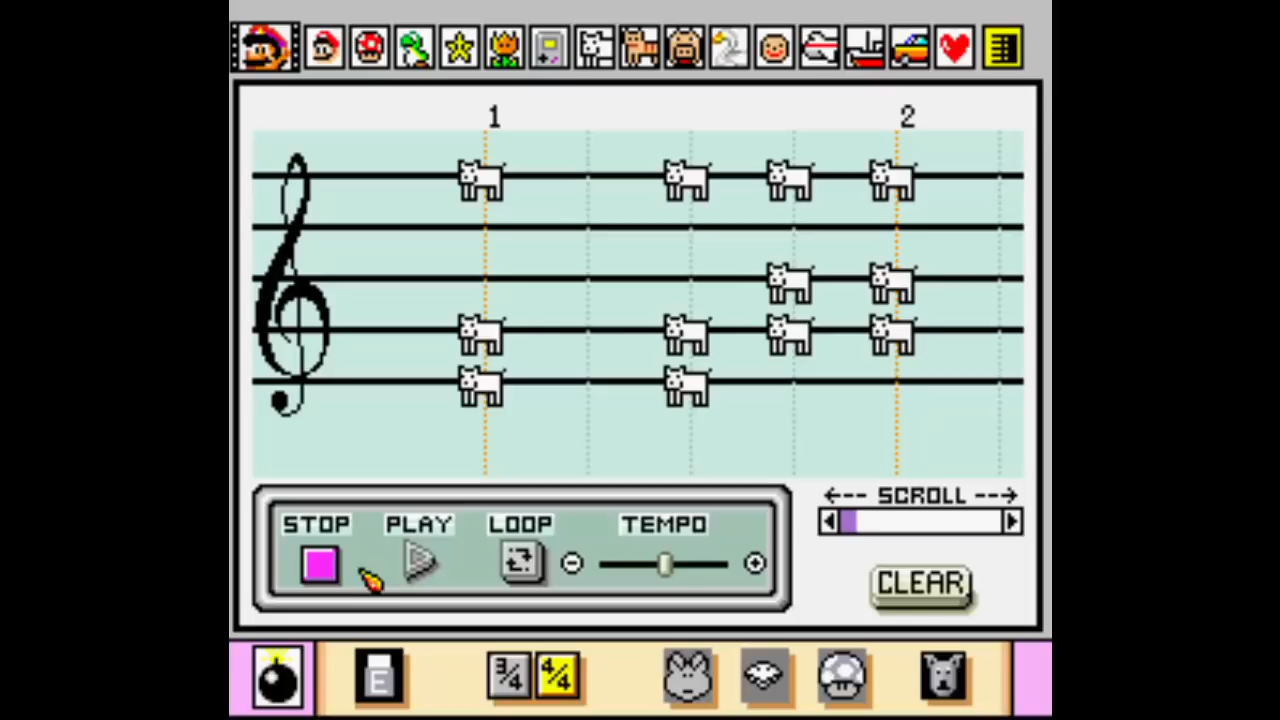 1 2
STOP PLAY LOOP TEMPO
<--- SCROLL --->
CLEAR
E 3/4 4/4